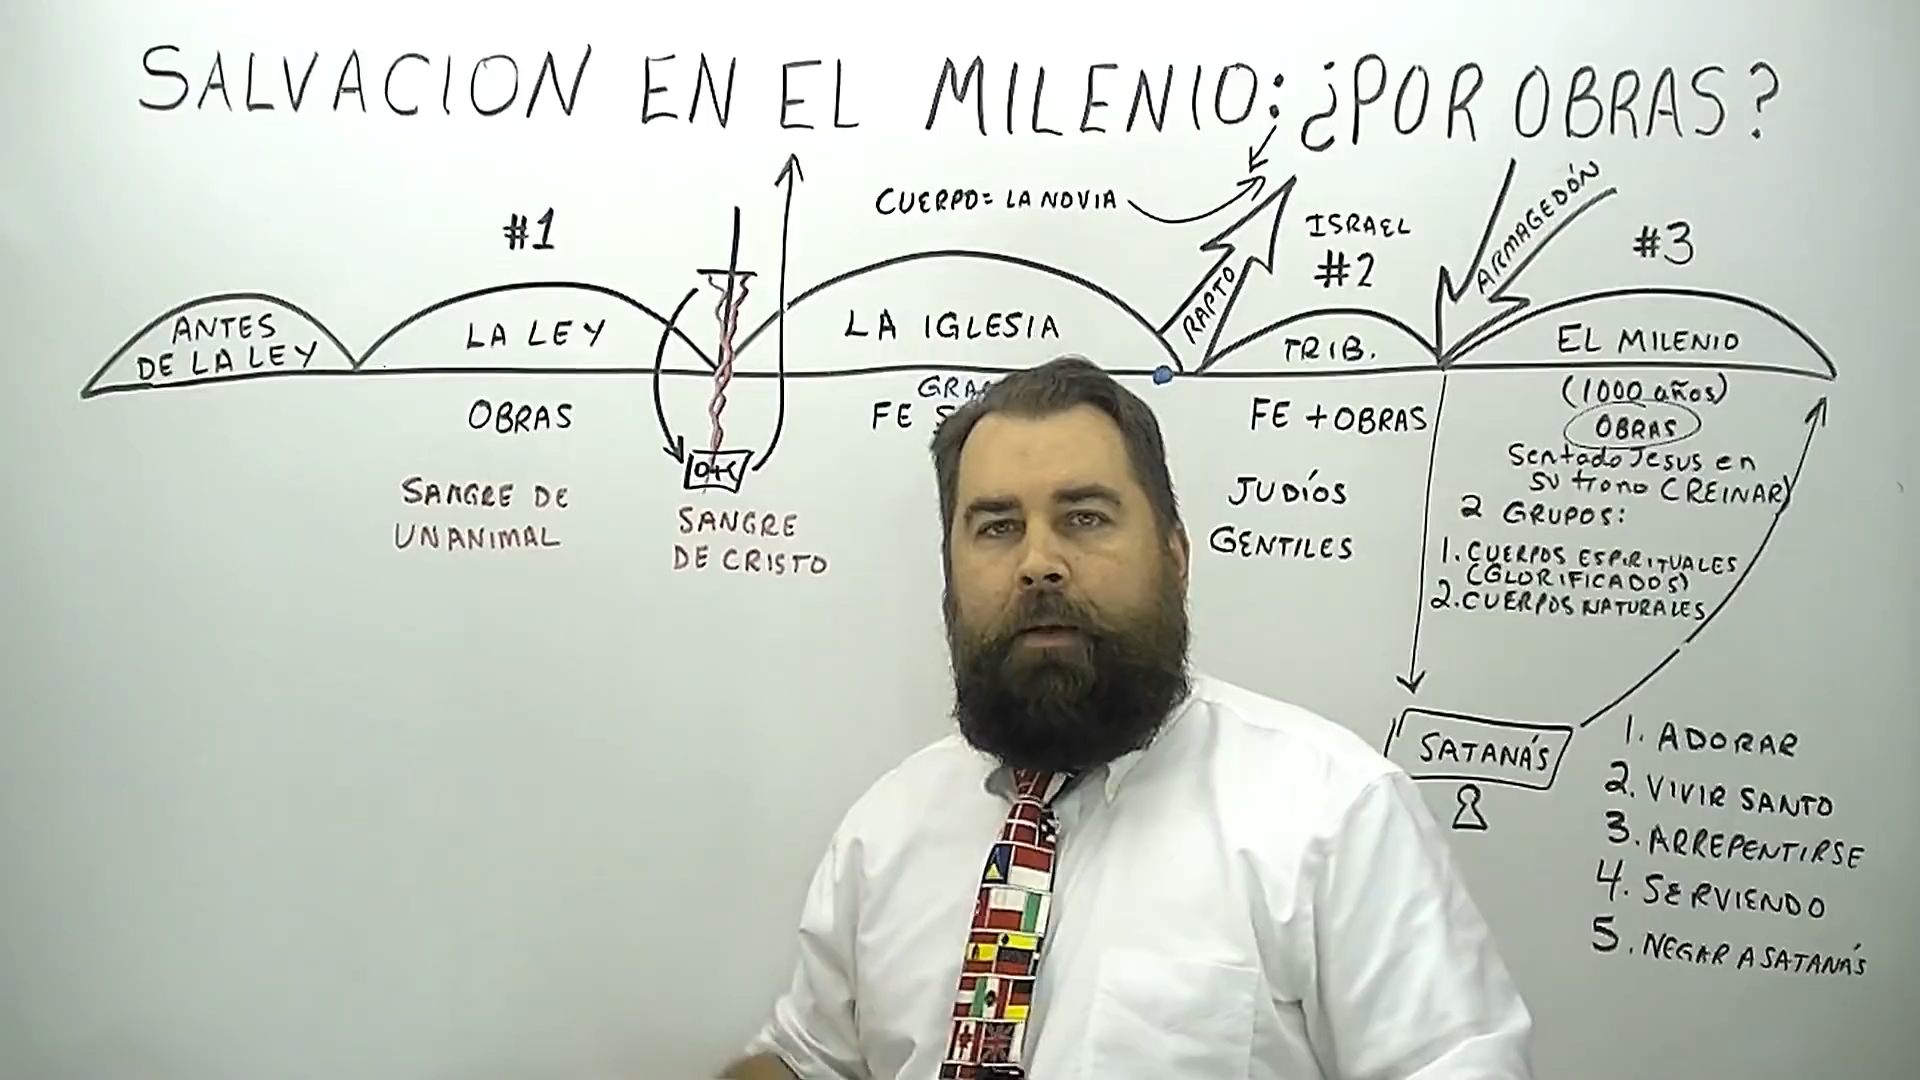 SALVACION EN EL MILENIO: ¿POR OBRAS?
CUERPO= LA NOVIA
#1
ISRAEL
#2
ARMAGEDÓN
#3
RAPTO
ANTES
DE LA LEY
LA LEY
LA IGLESIA
TRIB.
EL MILENIO
OBRAS
FE
FE + OBRAS
(1000 años)
OBRAS
Sentado Jesus en
su trono (REINAR)
2 GRUPOS:
1. CUERPOS ESPIRITUALES
(GLORIFICADOS)
2. CUERPOS NATURALES
SANGRE DE
UN ANIMAL
SANGRE
DE CRISTO
JUDÍOS
GENTILES
SATANÁS
1. ADORAR
2. VIVIR SANTO
3. ARREPENTIRSE
4. SERVIENDO
5. NEGAR A SATANÁS